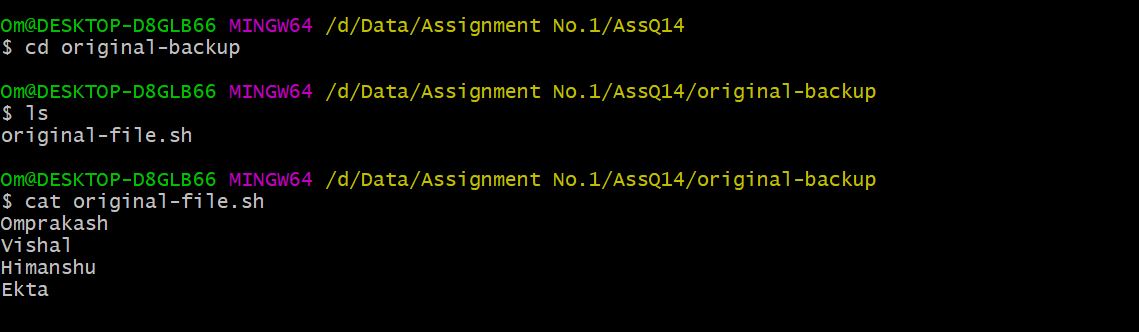 Om@DESKTOP-D8GLB66 MINGW64 /d/Data/Assignment No.1/AssQ14
$ cd original-backup
Om@DESKTOP-D8GLB66 MINGW64 /d/Data/Assignment No.1/AssQ14/original-backup
$ ls
original-file.sh
Om@DESKTOP-D8GLB66 MINGW64 /d/Data/Assignment No.1/AssQ14/original-backup
$ cat original-file.sh
Omprakash
Vishal
Himanshu
Ekta